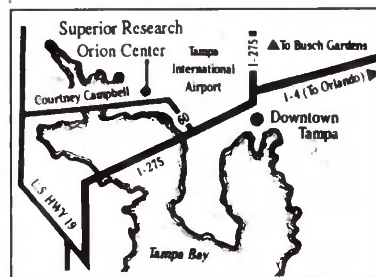 Superior Research
Orion Center
Tampa
International
Airport
I-275
To Busch Gardens
I-4 (To Orlando)
Courtney Campbell
60
Downtown
Tampa
I-275
US HWY 19
Tampa Bay